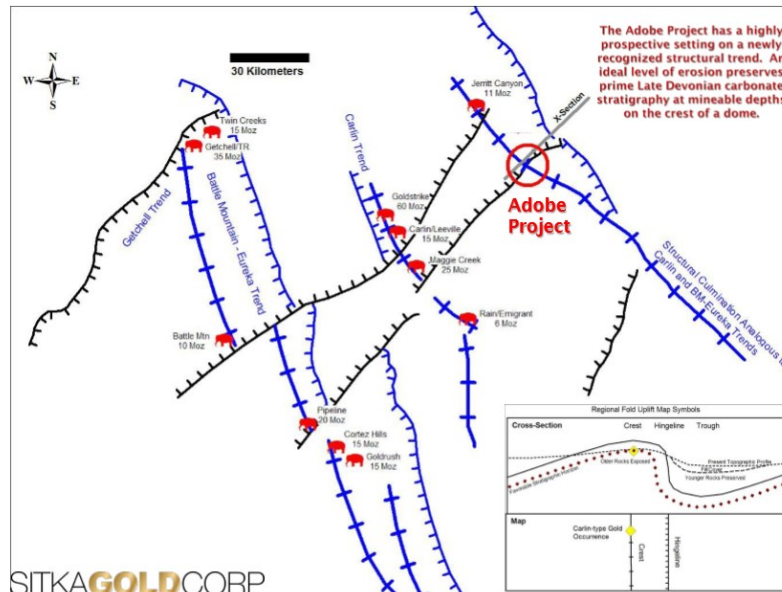 The Adobe Project has a highly
prospective setting on a newly
recognized structural trend. An
ideal level of erosion preserves
prime Late Devonian carbonate
stratigraphy at mineable depths
on the crest of a dome.
N
W
E
S
30 Kilometers
Jerritt Canyon
11 Moz
X-Section
Twin Creeks
15 Moz
Getchell/TR
35 Moz
Carlin Trend
Getchell Trend
Battle Mountain - Eureka Trend
Goldstrike
60 Moz
Carlin/Leeville
15 Moz
Adobe
Project
Maggie Creek
25 Moz
Structural Culmination Analogous
Carlin and BM-Eureka Trends
Rain/Emigrant
6 Moz
Battle Mtn
10 Moz
Pipeline
20 Moz
Cortez Hills
15 Moz
Goldrush
15 Moz
Regional Fold Uplift Map Symbols
Cross-Section
Crest
Hingeline
Trough
Present Topographic Profile
Older Rocks Exposed
Younger Rocks Preserved
Favorable Stratigraphic Horizon
Map
Carlin-type Gold
Occurrence
Crest
Hingeline
SITKAGOLDCORP